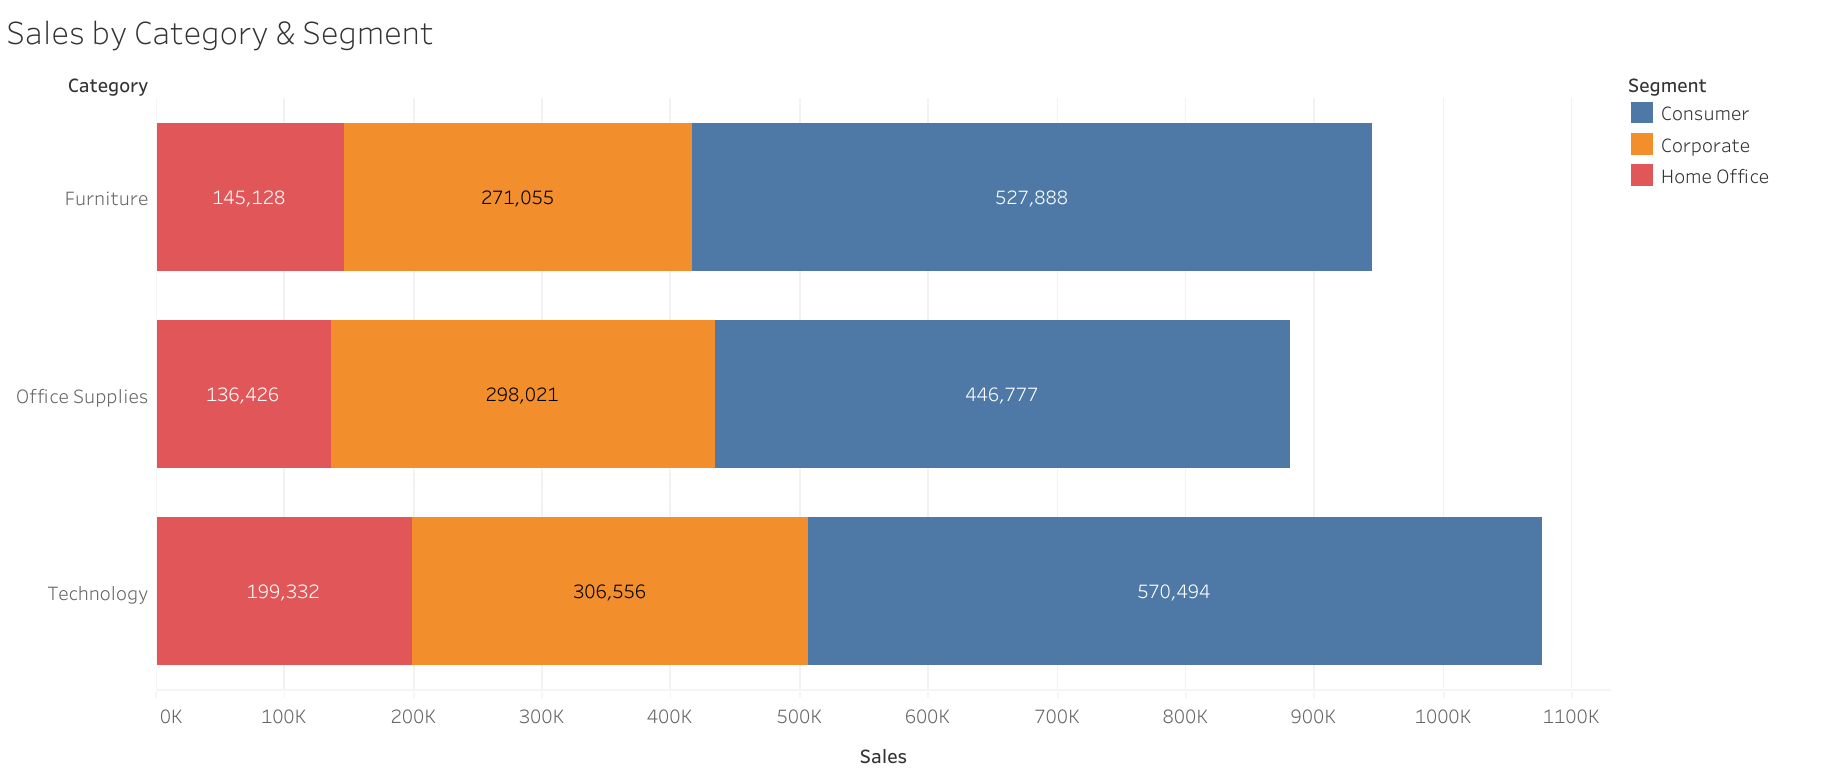 Sales by Category & Segment
Category
Segment
Consumer
Corporate
Home Office
Furniture
145,128 271,055 527,888
Office Supplies
136,426 298,021 446,777
Technology
199,332 306,556 570,494
0K 100K 200K 300K 400K 500K 600K 700K 800K 900K 1000K 1100K
Sales